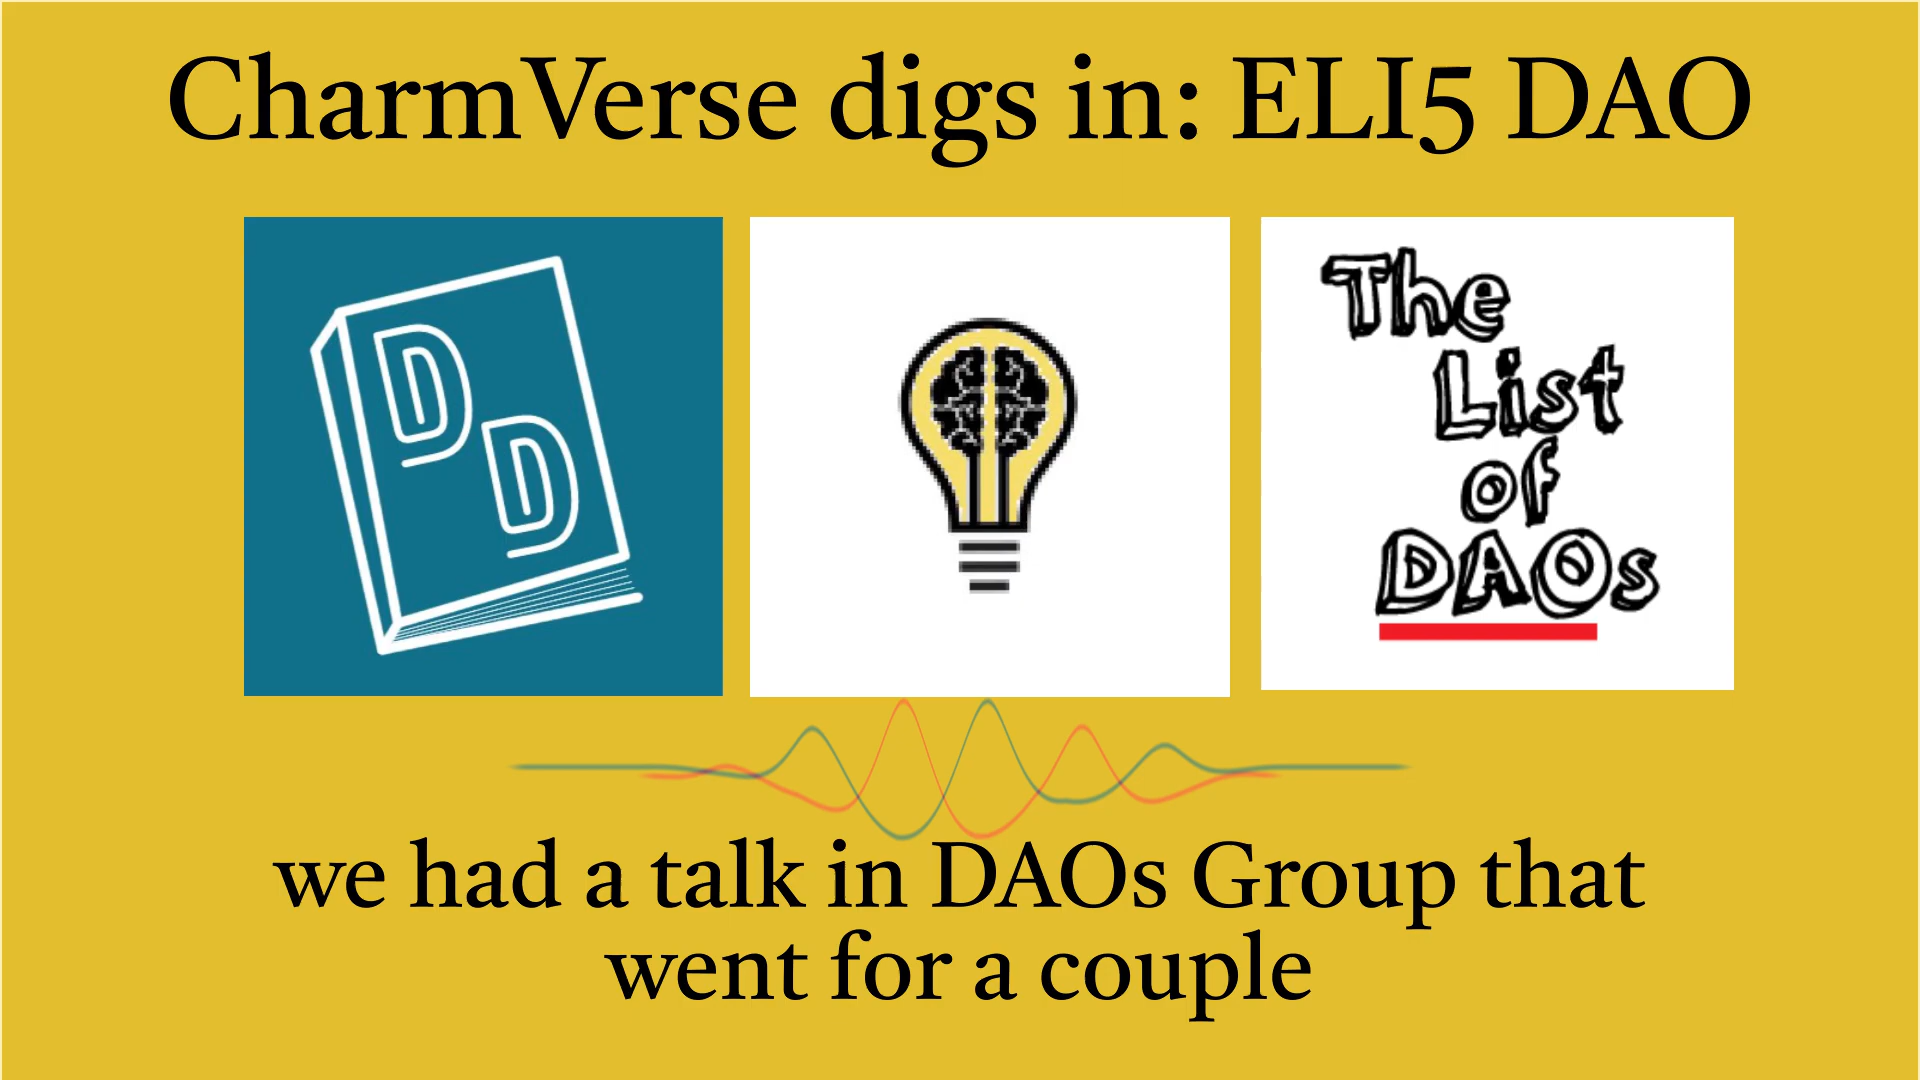 CharmVerse digs in: ELI5 DAO
DD
The
List
of
DAOs
we had a talk in DAOs Group that
went for a couple